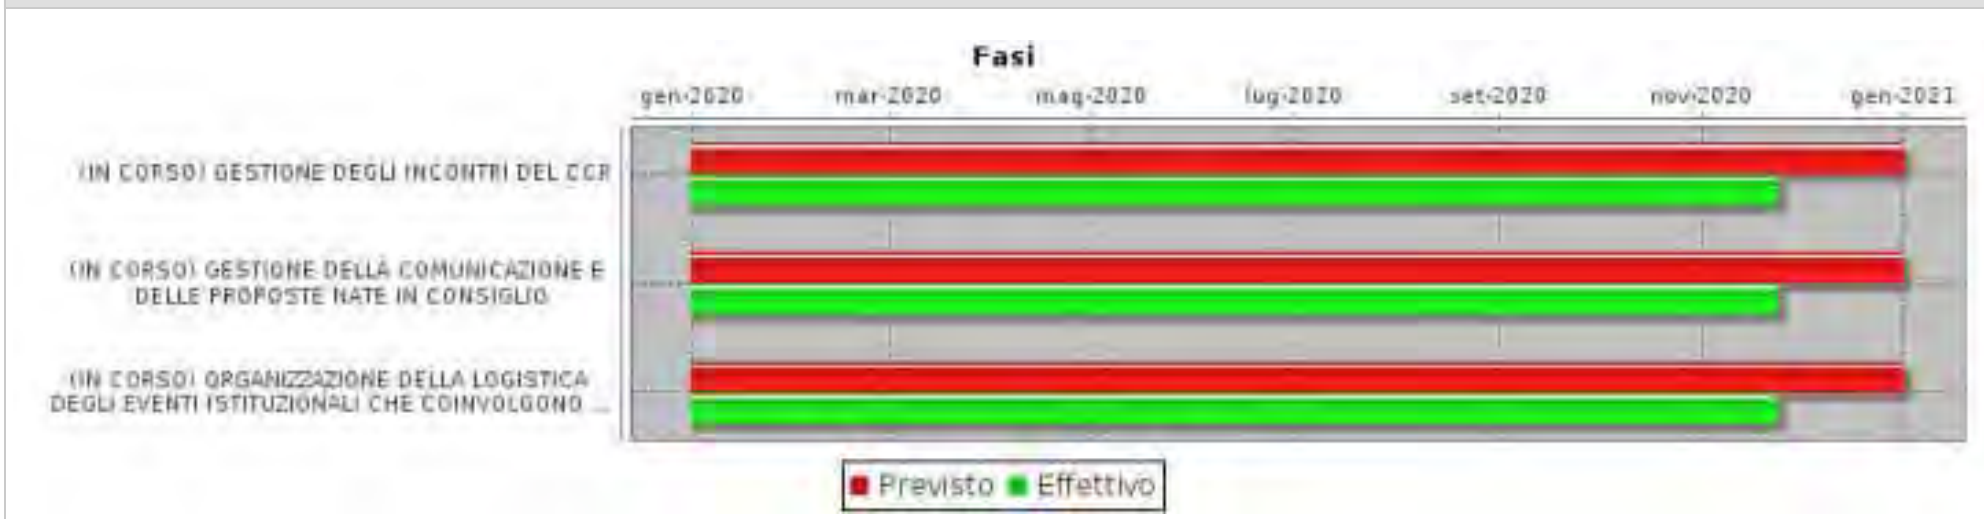 Fasi
gen-2020 mar-2020 mag-2020 lug-2020 set-2020 nov-2020 gen-2021
(IN CORSO) GESTIONE DEGLI INCONTRI DEL CCR
(IN CORSO) GESTIONE DELLA COMUNICAZIONE E
DELLE PROPOSTE NATE IN CONSIGLIO
(IN CORSO) ORGANIZZAZIONE DELLA LOGISTICA
DEGLI EVENTI ISTITUZIONALI CHE COINVOLGONO ...
Previsto Effettivo